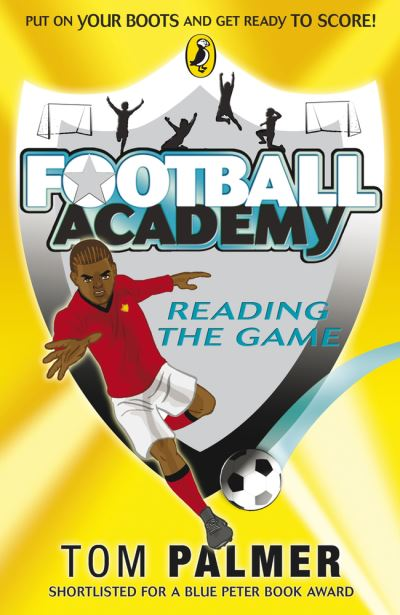 PUT ON YOUR BOOTS AND GET READY TO SCORE!
FOOTBALL
ACADEMY
READING
THE GAME
TOM PALMER
SHORTLISTED FOR A BLUE PETER BOOK AWARD